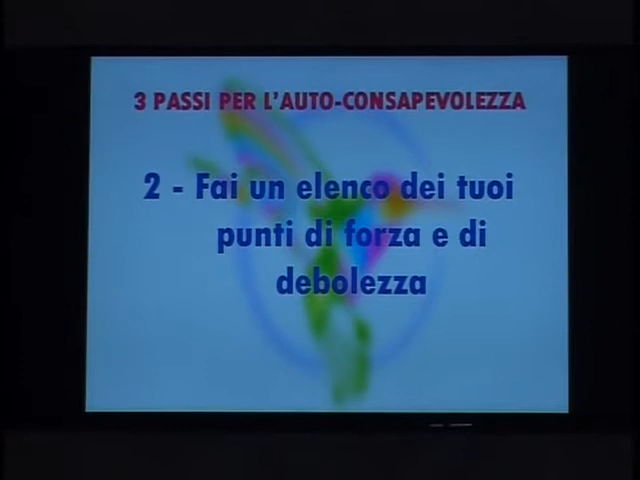 3 PASSI PER L'AUTO-CONSAPEVOLEZZA
2 - Fai un elenco dei tuoi
punti di forza e di
debolezza